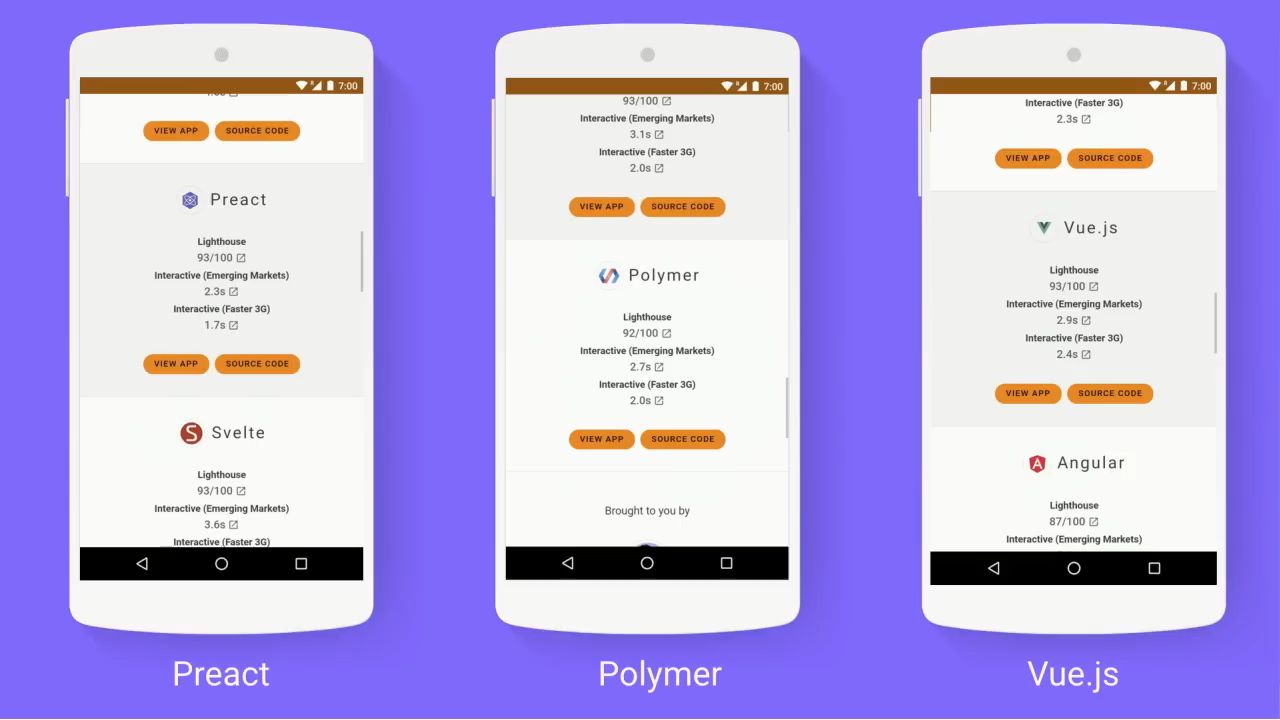 7:00
VIEW APP SOURCE CODE
Preact
Lighthouse
93/100
Interactive (Emerging Markets)
2.3s
Interactive (Faster 3G)
1.7s
VIEW APP SOURCE CODE
Svelte
Lighthouse
93/100
Interactive (Emerging Markets)
3.6s
Interactive (Faster 3G)
Preact
7:00
93/100
Interactive (Emerging Markets)
3.1s
Interactive (Faster 3G)
2.0s
VIEW APP SOURCE CODE
Polymer
Lighthouse
92/100
Interactive (Emerging Markets)
2.7s
Interactive (Faster 3G)
2.0s
VIEW APP SOURCE CODE
Brought to you by
Polymer
7:00
Interactive (Faster 3G)
2.3s
VIEW APP SOURCE CODE
Vue.js
Lighthouse
93/100
Interactive (Emerging Markets)
2.9s
Interactive (Faster 3G)
2.4s
VIEW APP SOURCE CODE
Angular
Lighthouse
87/100
Interactive (Emerging Markets)
Vue.js